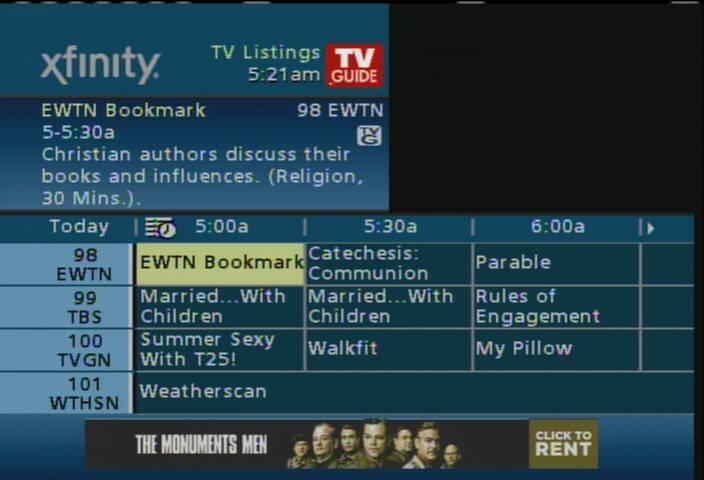 xfinity
TV Listings
5:21am
TV
GUIDE
EWTN Bookmark 98 EWTN
5-5:30a
TV
G
Christian authors discuss their
books and influences. (Religion,
30 Mins.).
Today 5:00a 5:30a 6:00a
98
EWTN
EWTN Bookmark
Catechesis:
Communion
Parable
99
TBS
Married...With
Children
Married...With
Children
Rules of
Engagement
100
TVGN
Summer Sexy
With T25!
Walkfit
My Pillow
101
WTHSN
Weatherscan
THE MONUMENTS MEN
CLICK TO
RENT